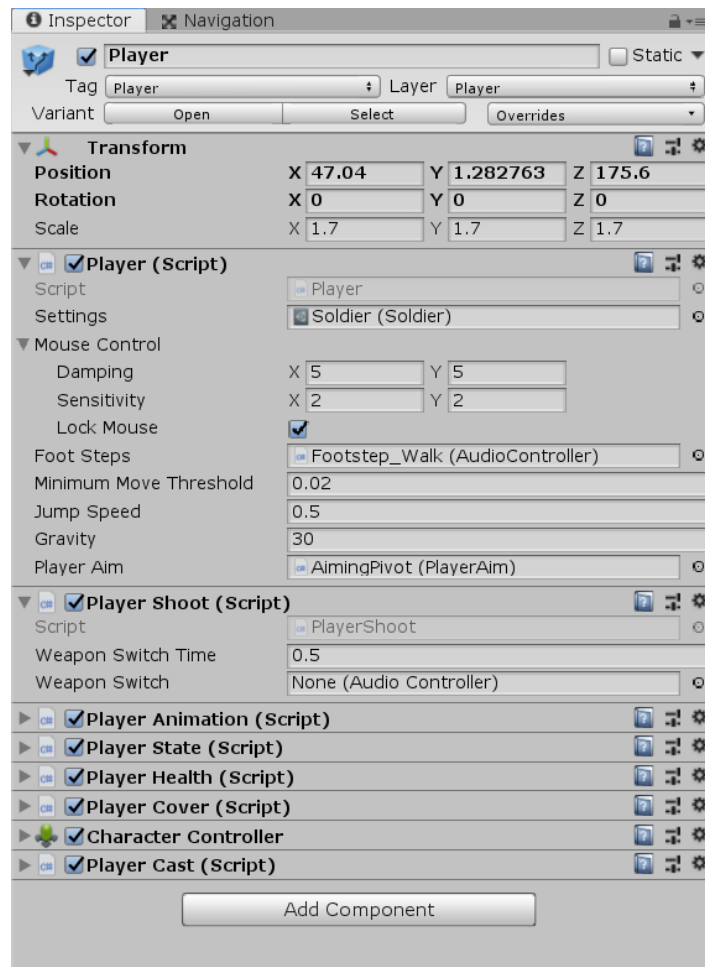 Inspector Navigation
Player Static
Tag Player Layer Player
Variant Open Select Overrides
Transform
Position X 47.04 Y 1.282763 Z 175.6
Rotation X 0 Y 0 Z 0
Scale X 1.7 Y 1.7 Z 1.7
Player (Script)
Script Player
Settings Soldier (Soldier)
Mouse Control
Damping X 5 Y 5
Sensitivity X 2 Y 2
Lock Mouse
Foot Steps Footstep_Walk (AudioController)
Minimum Move Threshold 0.02
Jump Speed 0.5
Gravity 30
Player Aim AimingPivot (PlayerAim)
Player Shoot (Script)
Script PlayerShoot
Weapon Switch Time 0.5
Weapon Switch None (Audio Controller)
Player Animation (Script)
Player State (Script)
Player Health (Script)
Player Cover (Script)
Character Controller
Player Cast (Script)
Add Component